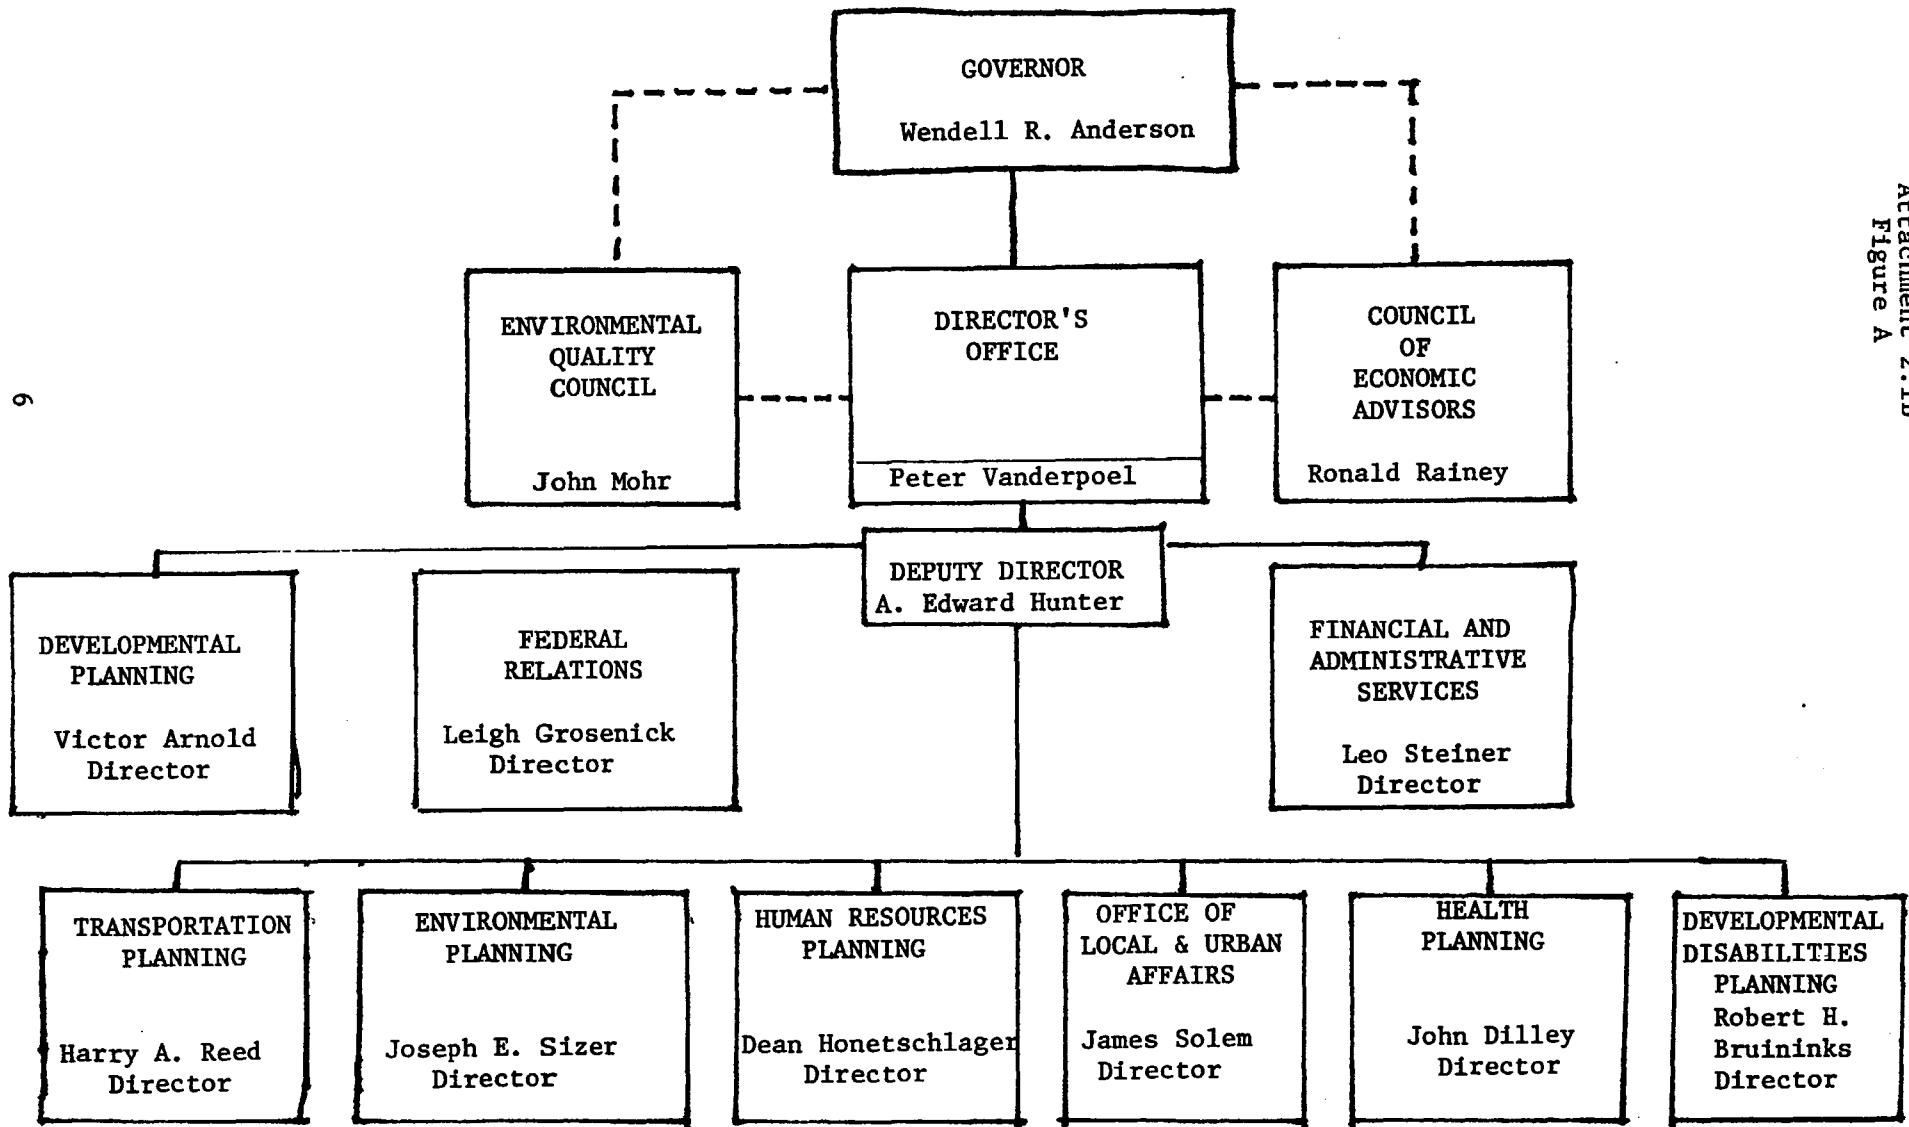 Attachment 2.1B
Figure A
GOVERNOR
Wendell R. Anderson
ENVIRONMENTAL
QUALITY
COUNCIL
John Mohr
DIRECTOR'S
OFFICE
Peter Vanderpoel
COUNCIL
OF
ECONOMIC
ADVISORS
Ronald Rainey
6
DEPUTY DIRECTOR
A. Edward Hunter
DEVELOPMENTAL
PLANNING
Victor Arnold
Director
FEDERAL
RELATIONS
Leigh Grosenick
Director
FINANCIAL AND
ADMINISTRATIVE
SERVICES
Leo Steiner
Director
TRANSPORTATION
PLANNING
Harry A. Reed
Director
ENVIRONMENTAL
PLANNING
Joseph E. Sizer
Director
HUMAN RESOURCES
PLANNING
Dean Honetschlager
Director
OFFICE OF
LOCAL & URBAN
AFFAIRS
James Solem
Director
HEALTH
PLANNING
John Dilley
Director
DEVELOPMENTAL
DISABILITIES
PLANNING
Robert H.
Bruininks
Director